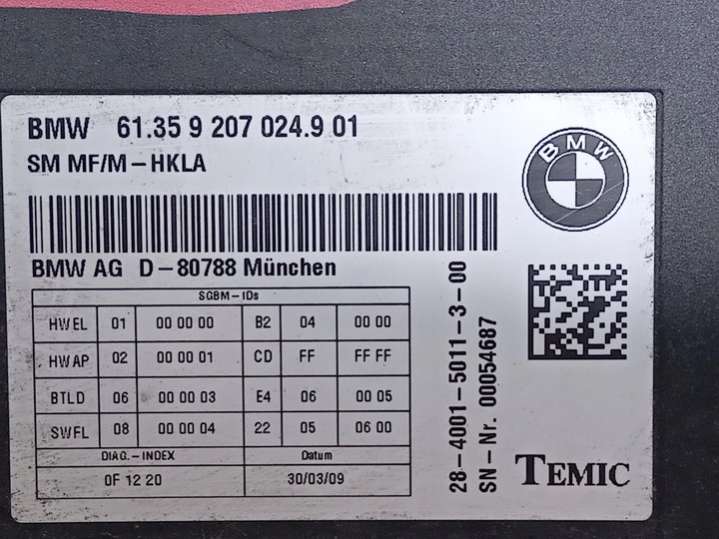 BMW 61.35 9 207 024.9 01
SM MF/M-HKLA
BMW
BMW AG D-80788 München
SGBM-IDs
HWEL 01 00 00 00 B2 04 00 00
HWAP 02 00 00 01 CD FF FF FF
BTLD 06 00 00 03 E4 06 00 05
SWFL 08 00 00 04 22 05 06 00
DIAG.-INDEX Datum
0F 12 20 30/03/09
28-4001-5011-3-00
SN-Nr. 00054687
TEMIC